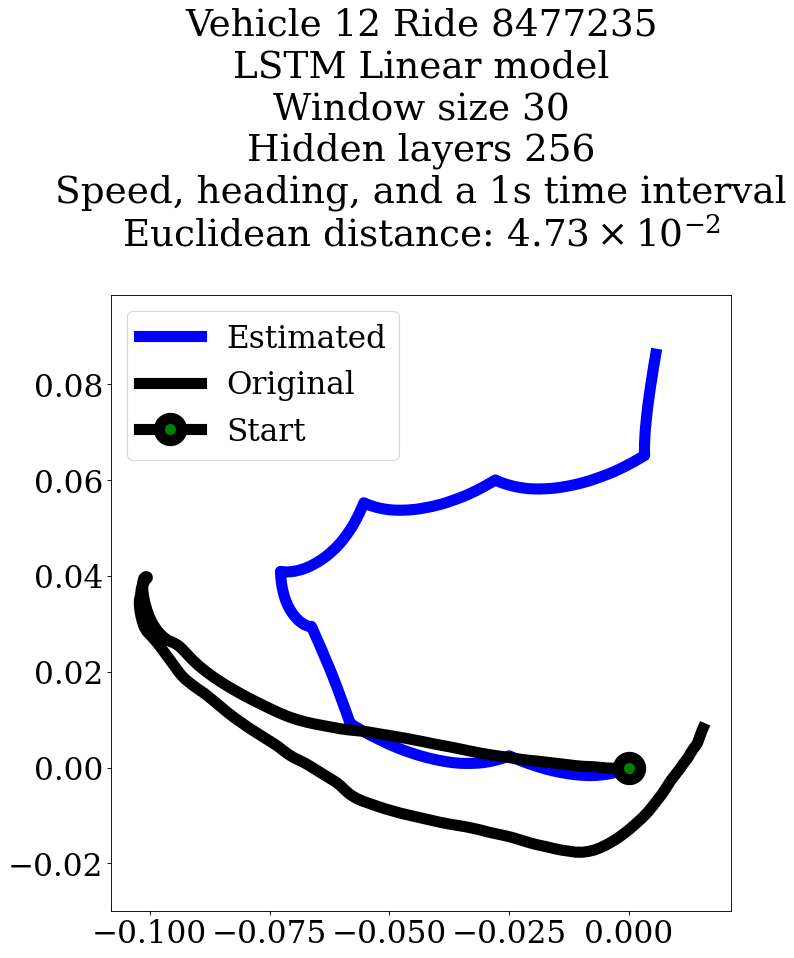 Vehicle 12 Ride 8477235
LSTM Linear model
Window size 30
Hidden layers 256
Speed, heading, and a 1s time interval
Euclidean distance: 4.73 × 10⁻²
Estimated
Original
Start
0.08
0.06
0.04
0.02
0.00
−0.02
−0.100 −0.075 −0.050 −0.025 0.000